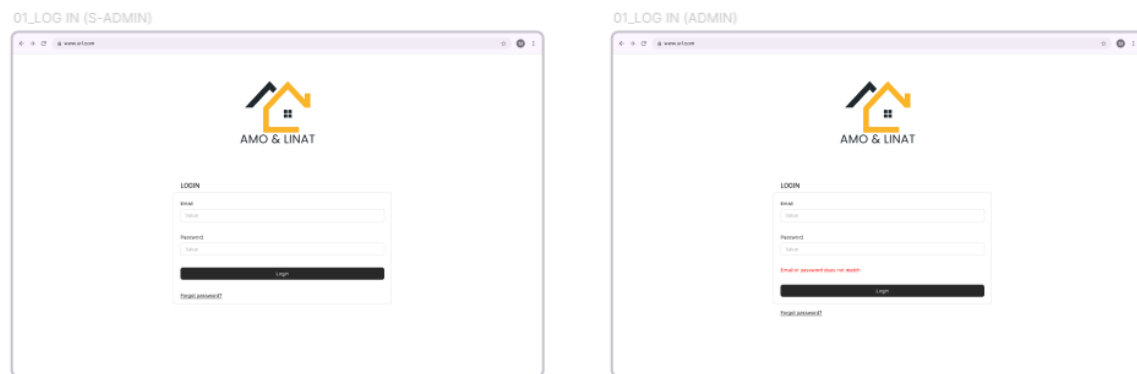 01_LOG IN (S-ADMIN)
www.url.com
AMO & LINAT
LOGIN
Email
Value
Password
Value
Login
Forgot password?
01_LOG IN (ADMIN)
www.url.com
AMO & LINAT
LOGIN
Email
Value
Password
Value
Email or password does not match
Login
Forgot password?